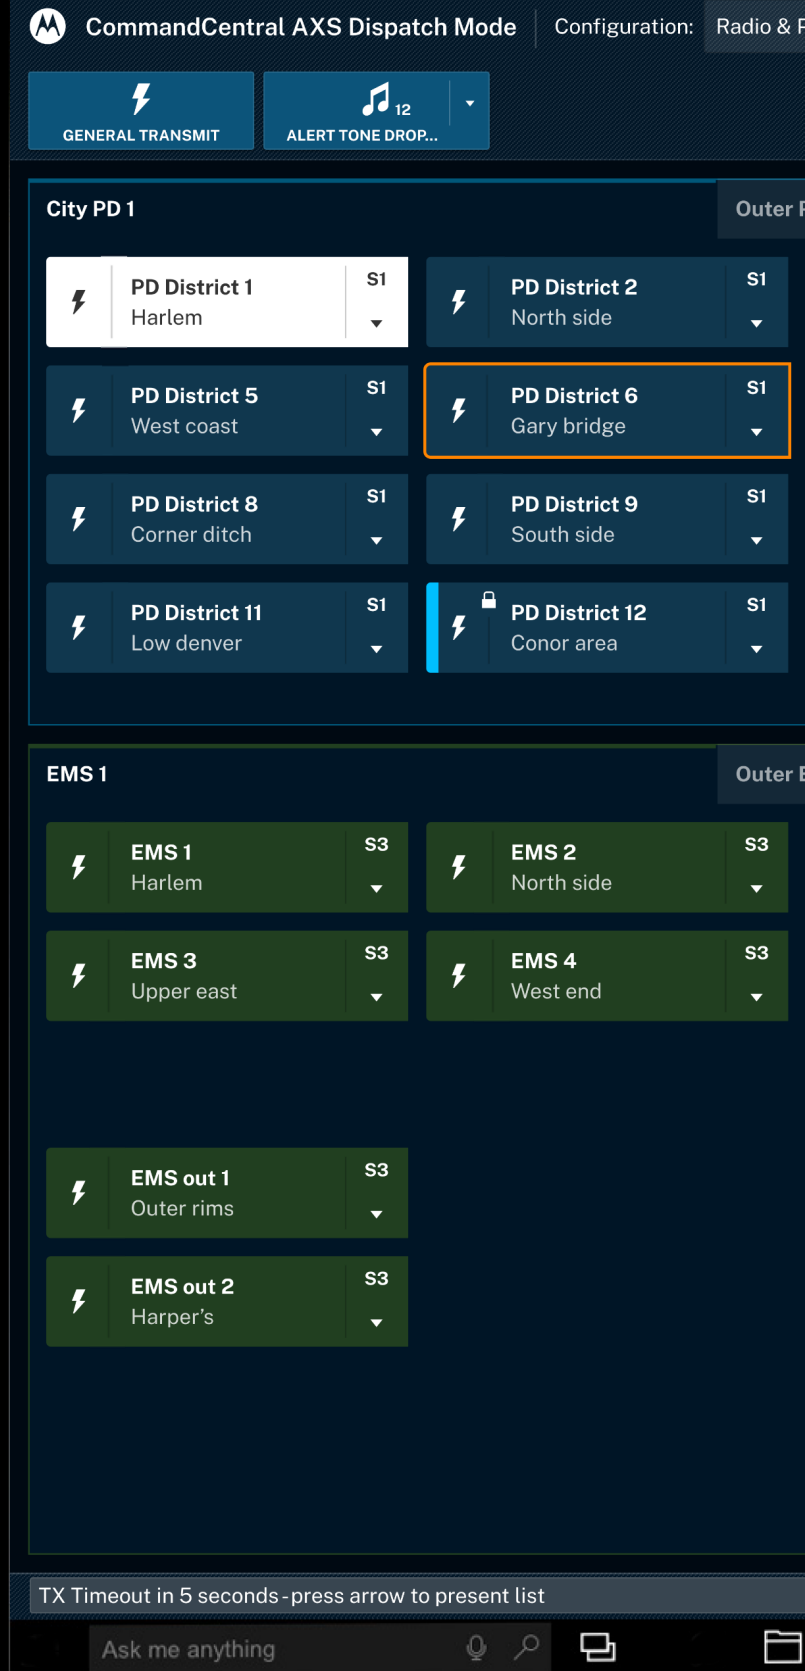 CommandCentral AXS Dispatch Mode
Configuration:
Radio &
GENERAL TRANSMIT
12
ALERT TONE DROP...
City PD 1
Outer
PD District 1
Harlem
S1
PD District 2
North side
S1
PD District 5
West coast
S1
PD District 6
Gary bridge
S1
PD District 8
Corner ditch
S1
PD District 9
South side
S1
PD District 11
Low denver
S1
PD District 12
Conor area
S1
EMS 1
Outer
EMS 1
Harlem
S3
EMS 2
North side
S3
EMS 3
Upper east
S3
EMS 4
West end
S3
EMS out 1
Outer rims
S3
EMS out 2
Harper’s
S3
TX Timeout in 5 seconds - press arrow to present list
Ask me anything